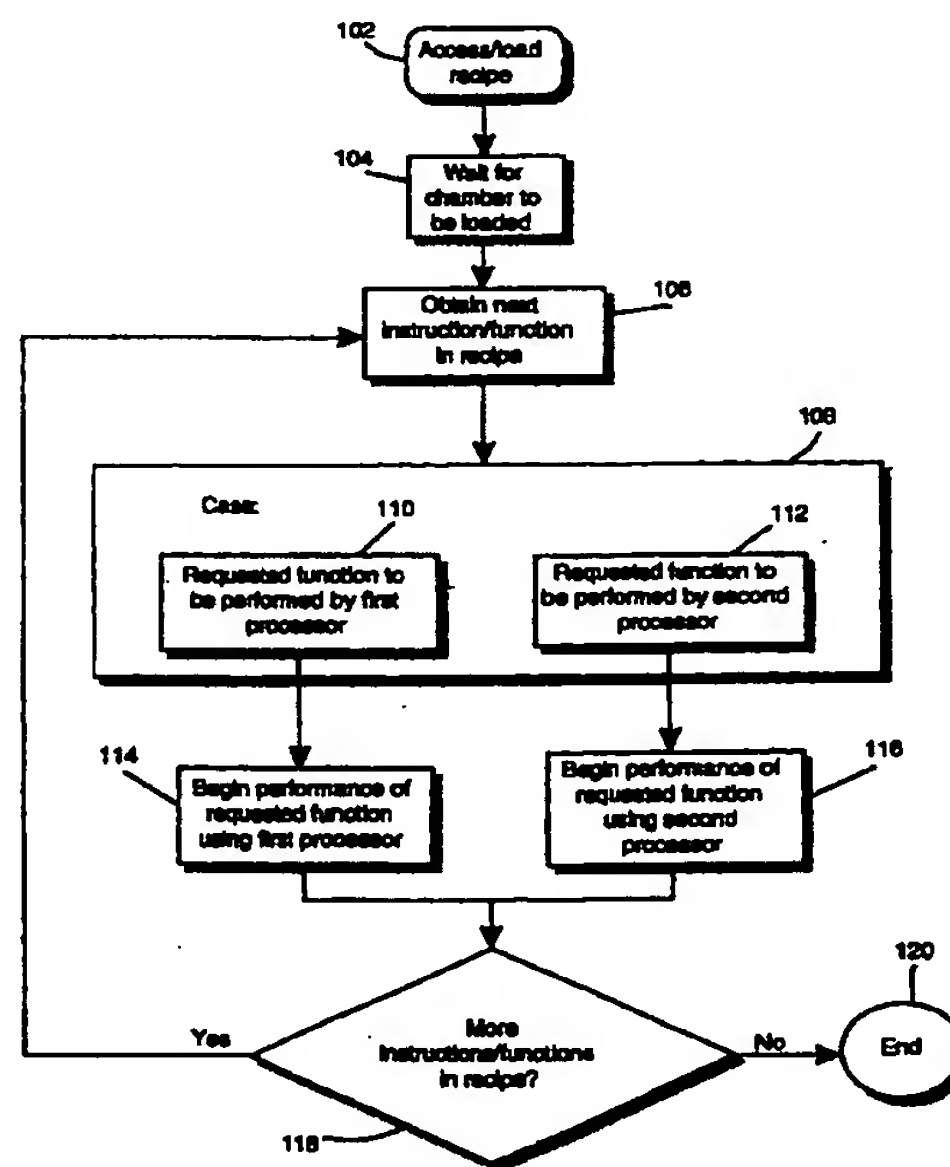 102
Access/load
recipe
104
Wait for
chamber to
be loaded
106
Obtain next
instruction/function
in recipe
108
Case:
110
112
Requested function to
be performed by first
processor
Requested function to
be performed by second
processor
114
116
Begin performance of
requested function
using first processor
Begin performance of
requested function
using second
processor
120
Yes
More
instructions/functions
in recipe?
No
End
118